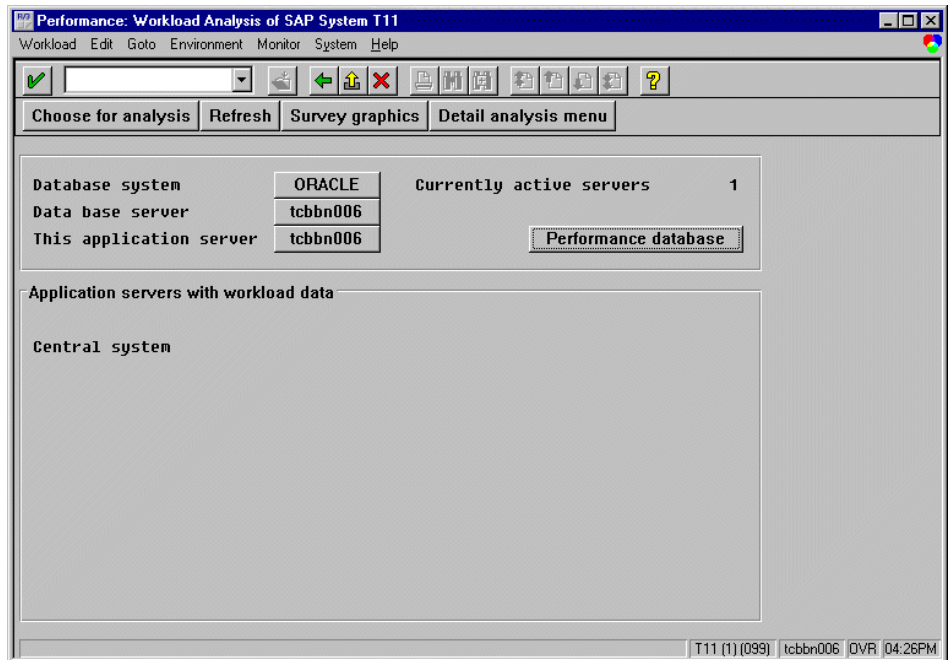 R/3 Performance: Workload Analysis of SAP System T11
Workload Edit Goto Environment Monitor System Help
Choose for analysis Refresh Survey graphics Detail analysis menu
Database system ORACLE Currently active servers 1
Data base server tcbbn006
This application server tcbbn006 Performance database
Application servers with workload data
Central system
T11 (1) (099) tcbbn006 OVR 04:26PM